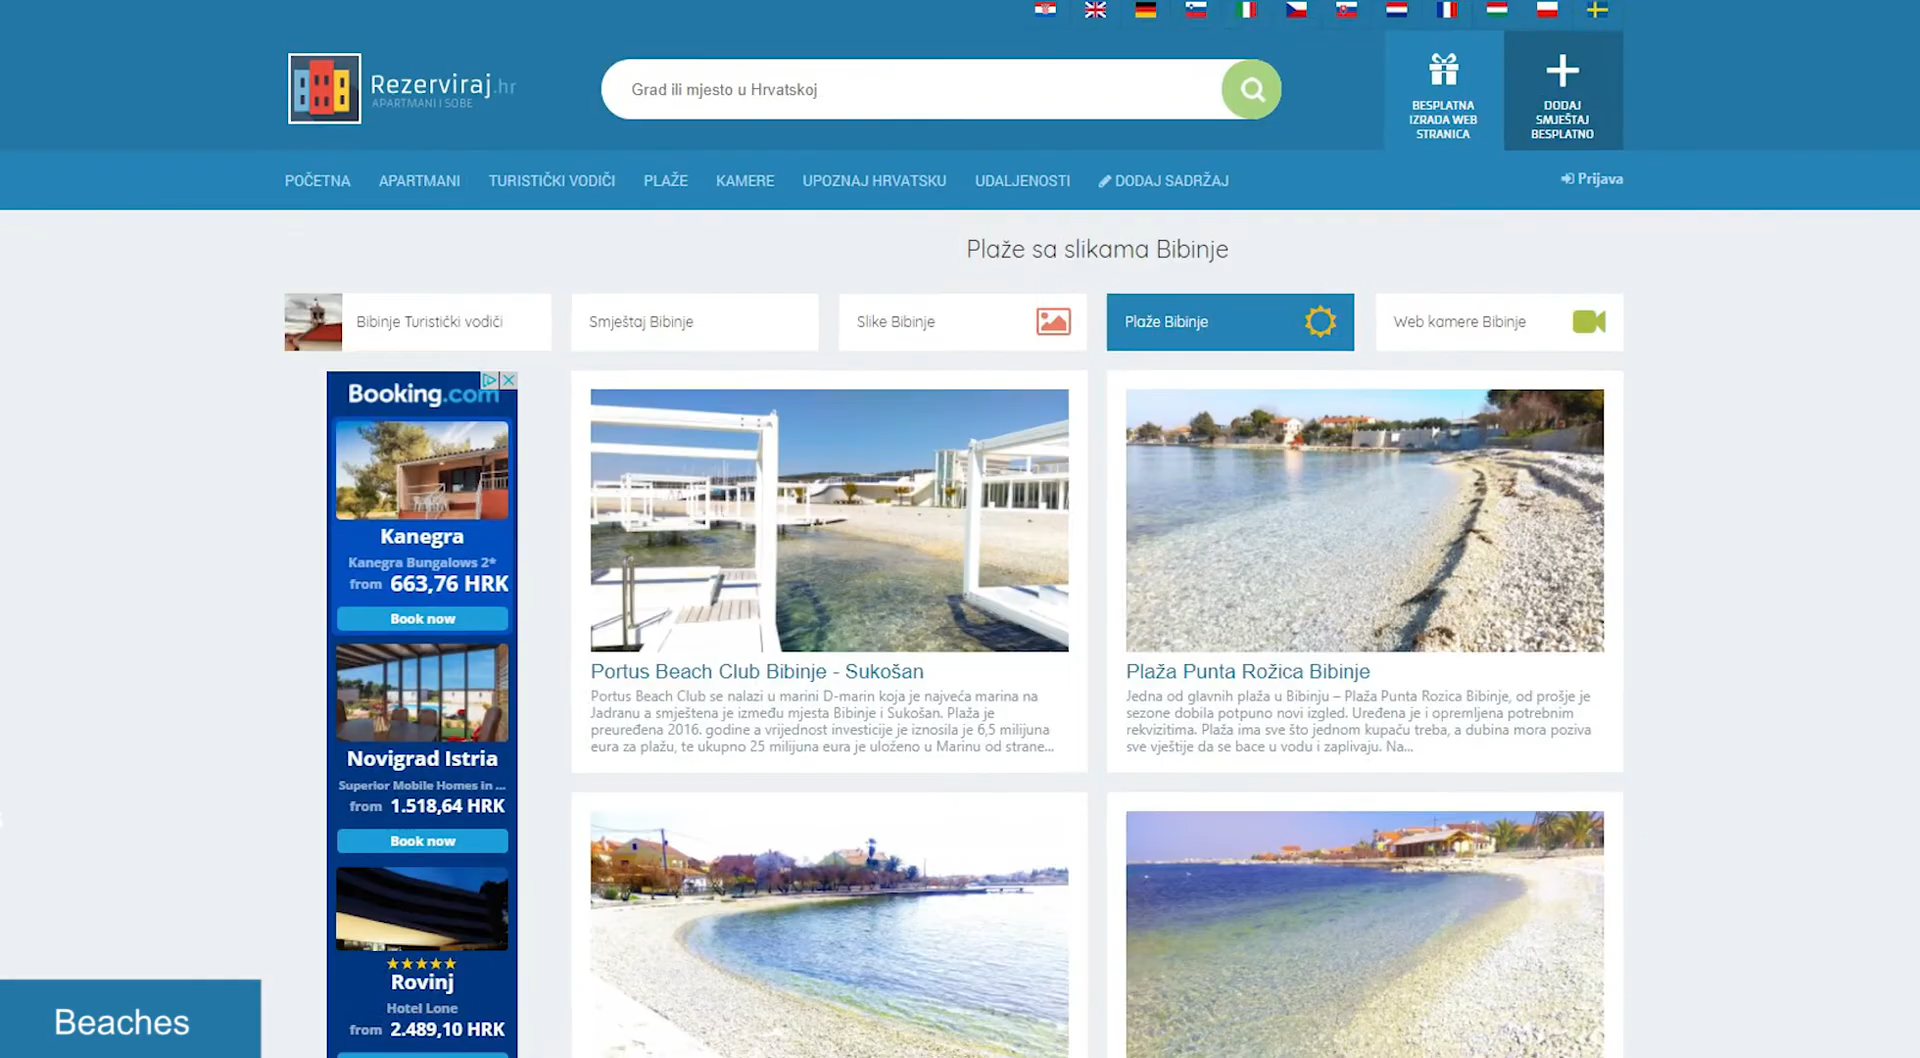 Rezerviraj.hr
APARTMANI I SOBE
Grad ili mjesto u Hrvatskoj
BESPLATNA
IZRADA WEB
STRANICA
DODAJ
SMJEŠTAJ
BESPLATNO
POČETNA
APARTMANI
TURISTIČKI VODIČI
PLAŽE
KAMERE
UPOZNAJ HRVATSKU
UDALJENOSTI
DODAJ SADRŽAJ
Prijava
Plaže sa slikama Bibinje
Bibinje Turistički vodiči
Smještaj Bibinje
Slike Bibinje
Plaže Bibinje
Web kamere Bibinje
Booking.com
Kanegra
Kanegra Bungalows 2*
from 663,76 HRK
Book now
Novigrad Istria
Superior Mobile Homes in ...
from 1.518,64 HRK
Book now
Rovinj
Hotel Lone
from 2.489,10 HRK
Portus Beach Club Bibinje - Sukošan
Portus Beach Club se nalazi u marini D-marin koja je najveća marina na
Jadranu a smještena je između mjesta Bibinje i Sukošan. Plaža je
preuređena 2016. godine a vrijednost investicije je iznosila je 6,5 milijuna
eura za plažu, te ukupno 25 milijuna eura je uloženo u Marinu od strane...
Plaža Punta Rožica Bibinje
Jedna od glavnih plaža u Bibinju – Plaža Punta Rozica Bibinje, od prošje je
sezone dobila potpuno novi izgled. Uređena je i opremljena potrebnim
rekvizitima. Plaža ima sve što jednom kupaču treba, a dubina mora poziva
sve vještije da se bace u vodu i zaplivaju. Na...
Beaches